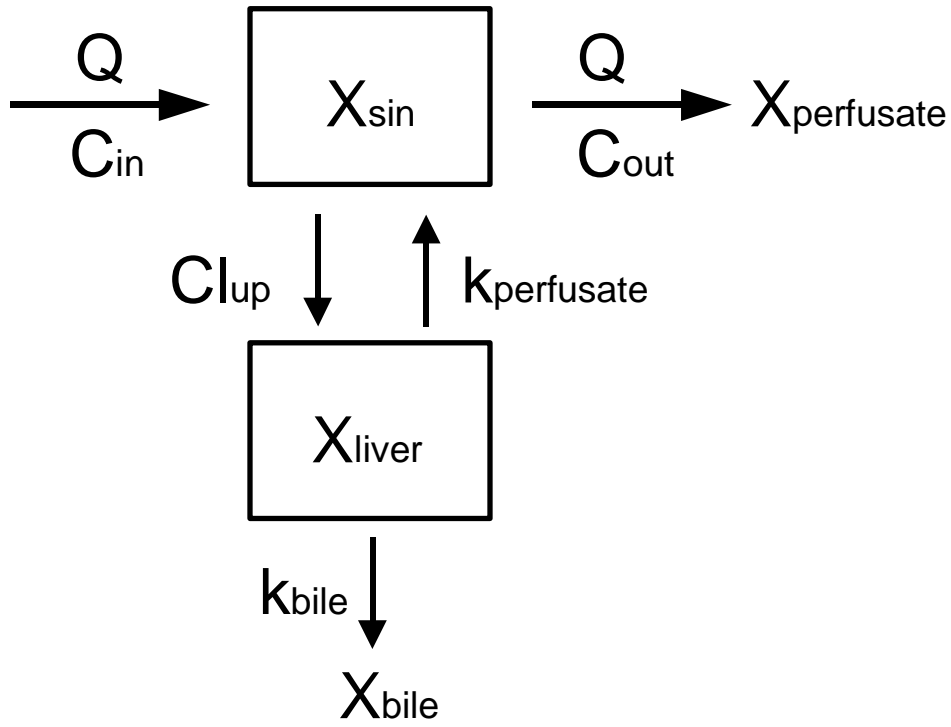 Q Q
Xsin Xperfusate
Cin Cout
Clup kperfusate
Xliver
kbile
Xbile